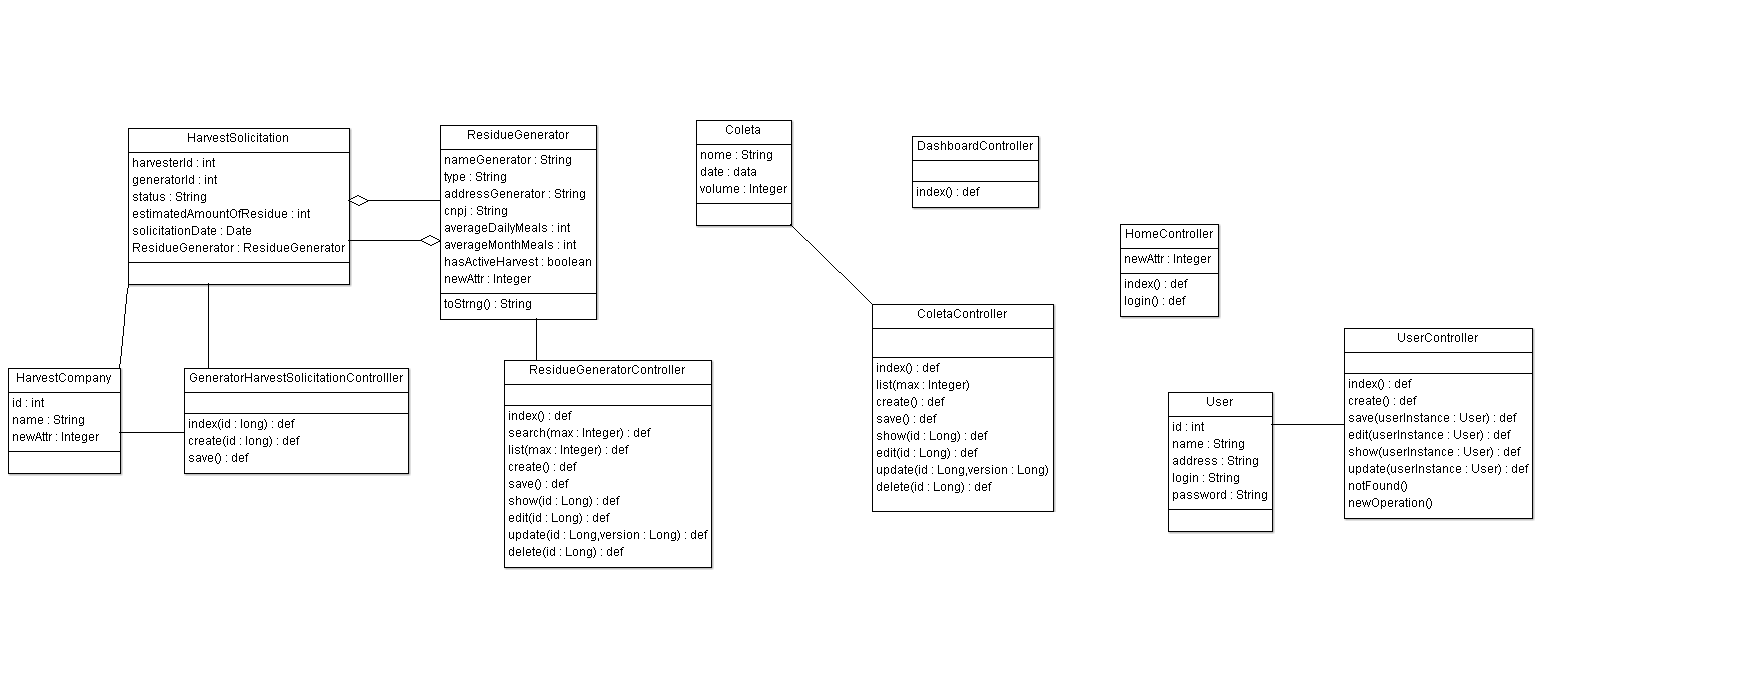 HarvestSolicitation
harvesterId : int
generatorId : int
status : String
estimatedAmountOfResidue : int
solicitationDate : Date
ResidueGenerator : ResidueGenerator
ResidueGenerator
nameGenerator : String
type : String
addressGenerator : String
cnpj : String
averageDailyMeals : int
averageMonthMeals : int
hasActiveHarvest : boolean
newAttr : Integer
toStrng() : String
Coleta
nome : String
date : data
volume : Integer
DashboardController
index() : def
HomeController
newAttr : Integer
index() : def
login() : def
HarvestCompany
id : int
name : String
newAttr : Integer
GeneratorHarvestSolicitationControlller
index(id : long) : def
create(id : long) : def
save() : def
ResidueGeneratorController
index() : def
search(max : Integer) : def
list(max : Integer) : def
create() : def
save() : def
show(id : Long) : def
edit(id : Long) : def
update(id : Long,version : Long) : def
delete(id : Long) : def
ColetaController
index() : def
list(max : Integer)
create() : def
save() : def
show(id : Long) : def
edit(id : Long) : def
update(id : Long,version : Long)
delete(id : Long) : def
User
id : int
name : String
address : String
login : String
password : String
UserController
index() : def
create() : def
save(userInstance : User) : def
edit(userInstance : User) : def
show(userInstance : User) : def
update(userInstance : User) : def
notFound()
newOperation()